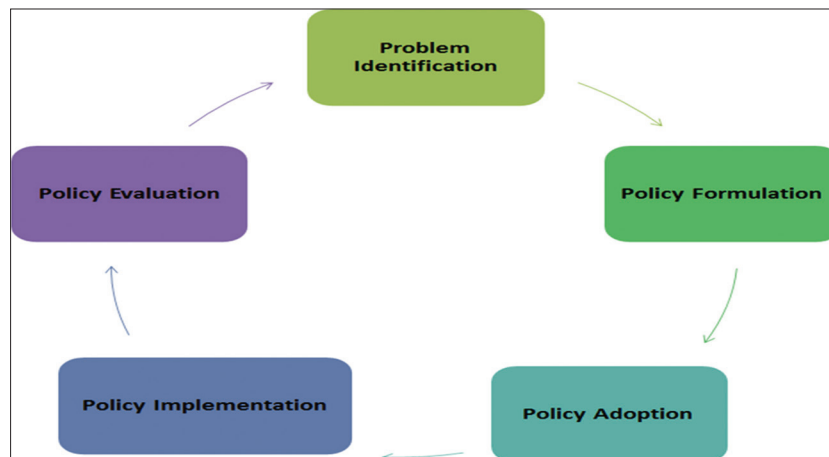 Problem
Identification
Policy Formulation
Policy Adoption
Policy Implementation
Policy Evaluation